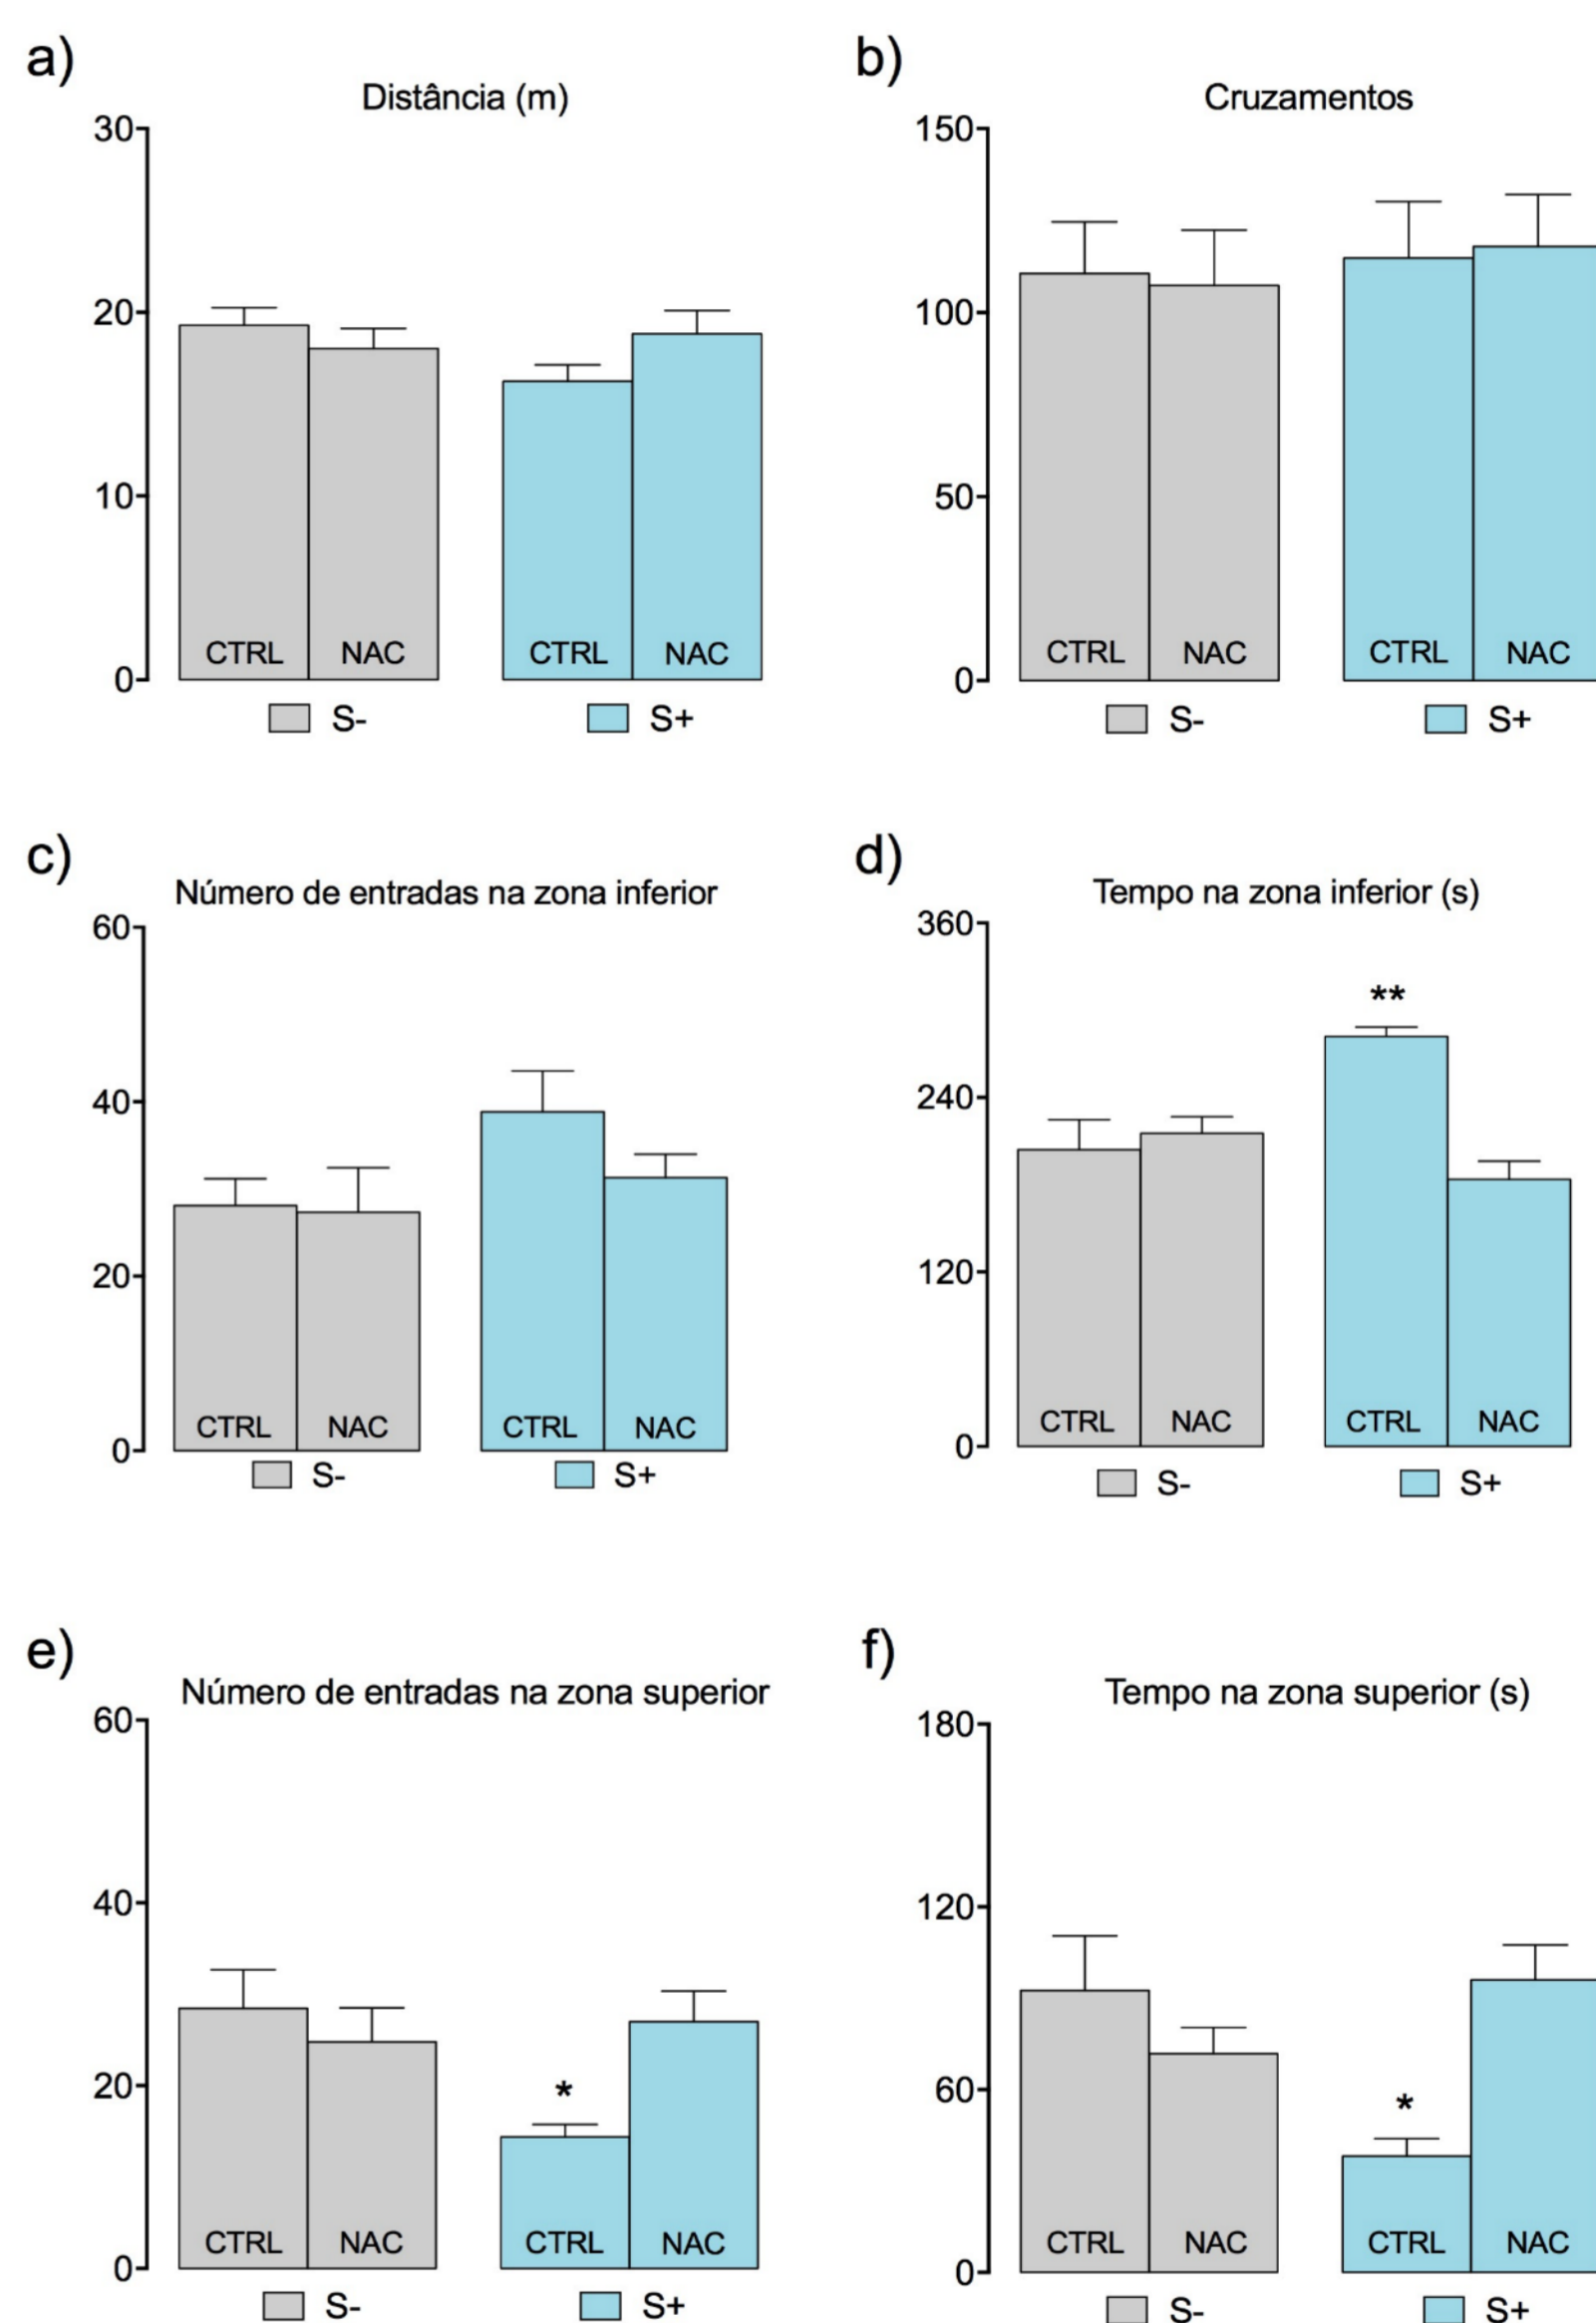 a)
Distância (m)
30
20
10
0
CTRL NAC CTRL NAC
S- S+
b)
Cruzamentos
150
100
50
0
CTRL NAC CTRL NAC
S- S+
c)
Número de entradas na zona inferior
60
40
20
0
CTRL NAC CTRL NAC
S- S+
d)
Tempo na zona inferior (s)
360
**
240
120
0
CTRL NAC CTRL NAC
S- S+
e)
Número de entradas na zona superior
60
40
20
*
0
CTRL NAC CTRL NAC
S- S+
f)
Tempo na zona superior (s)
180
120
60
*
0
CTRL NAC CTRL NAC
S- S+